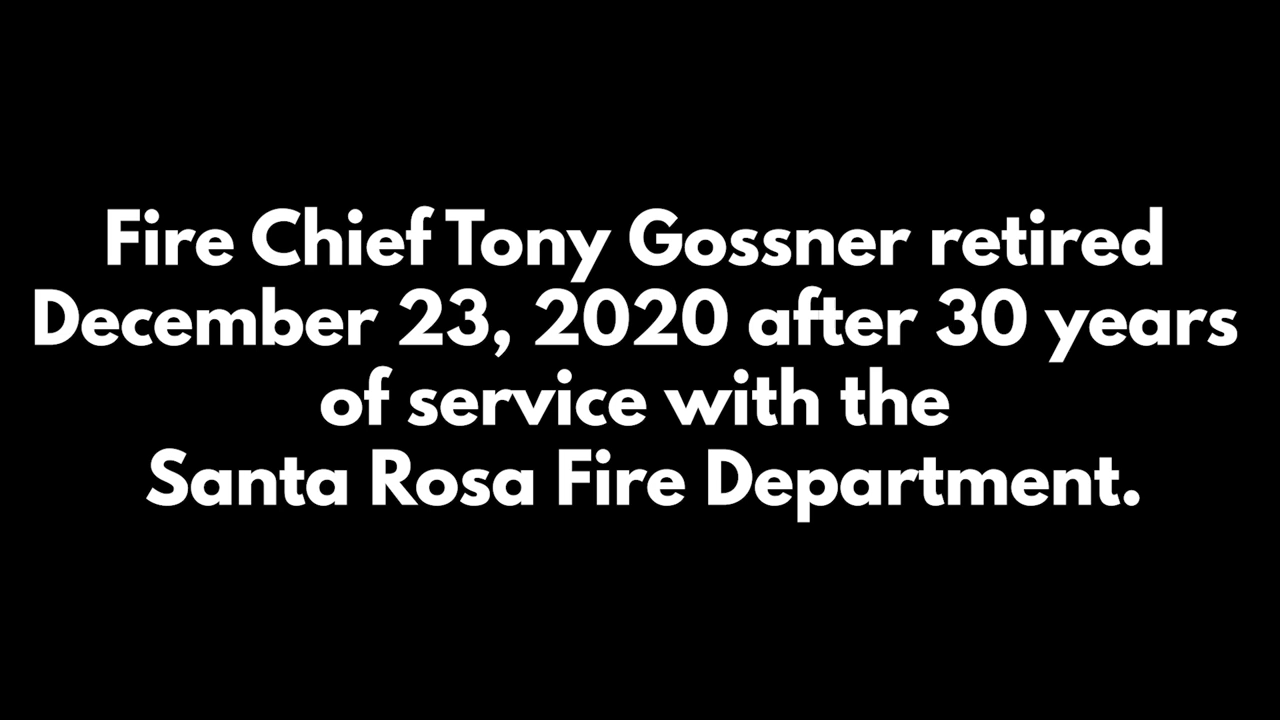 Fire Chief Tony Gossner retired
December 23, 2020 after 30 years
of service with the
Santa Rosa Fire Department.